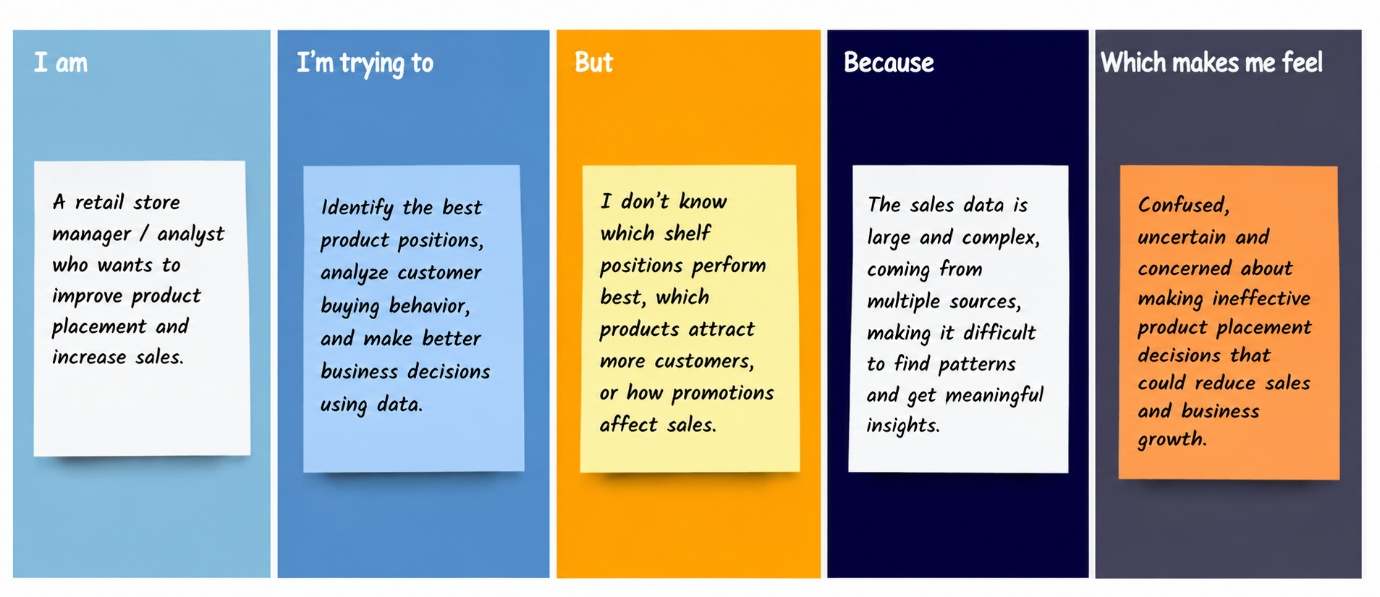 I am
A retail store
manager / analyst
who wants to
improve product
placement and
increase sales.
I'm trying to
Identify the best
product positions,
analyze customer
buying behavior,
and make better
business decisions
using data.
But
I don't know
which shelf
positions perform
best, which
products attract
more customers,
or how promotions
affect sales.
Because
The sales data is
large and complex,
coming from
multiple sources,
making it difficult
to find patterns
and get meaningful
insights.
Which makes me feel
Confused,
uncertain and
concerned about
making ineffective
product placement
decisions that
could reduce sales
and business
growth.